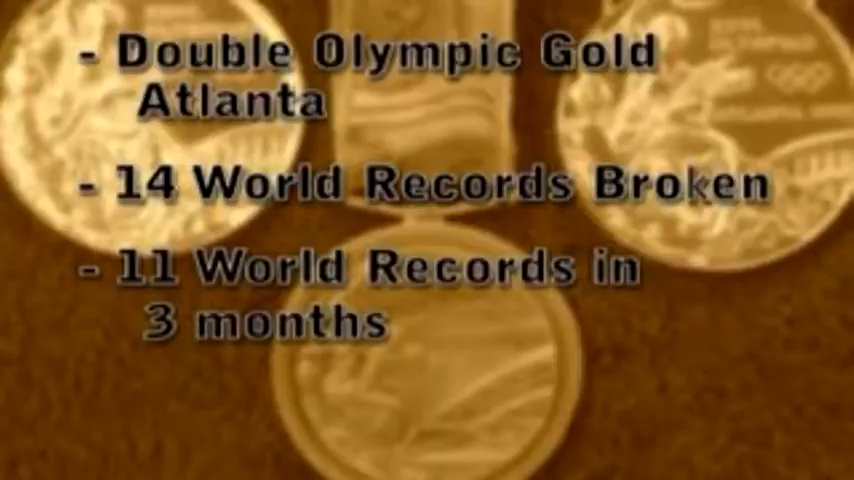 - Double Olympic Gold
Atlanta
- 14 World Records Broken
- 11 World Records in
3 months